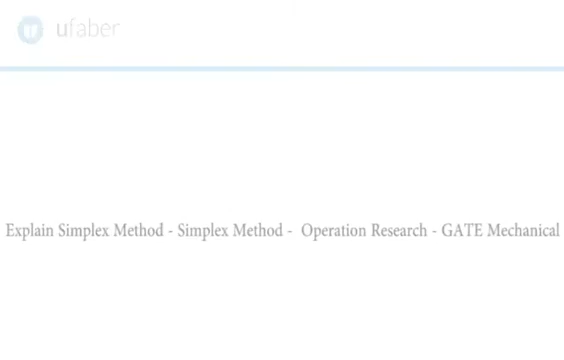 ufaber
Explain Simplex Method - Simplex Method - Operation Research - GATE Mechanical